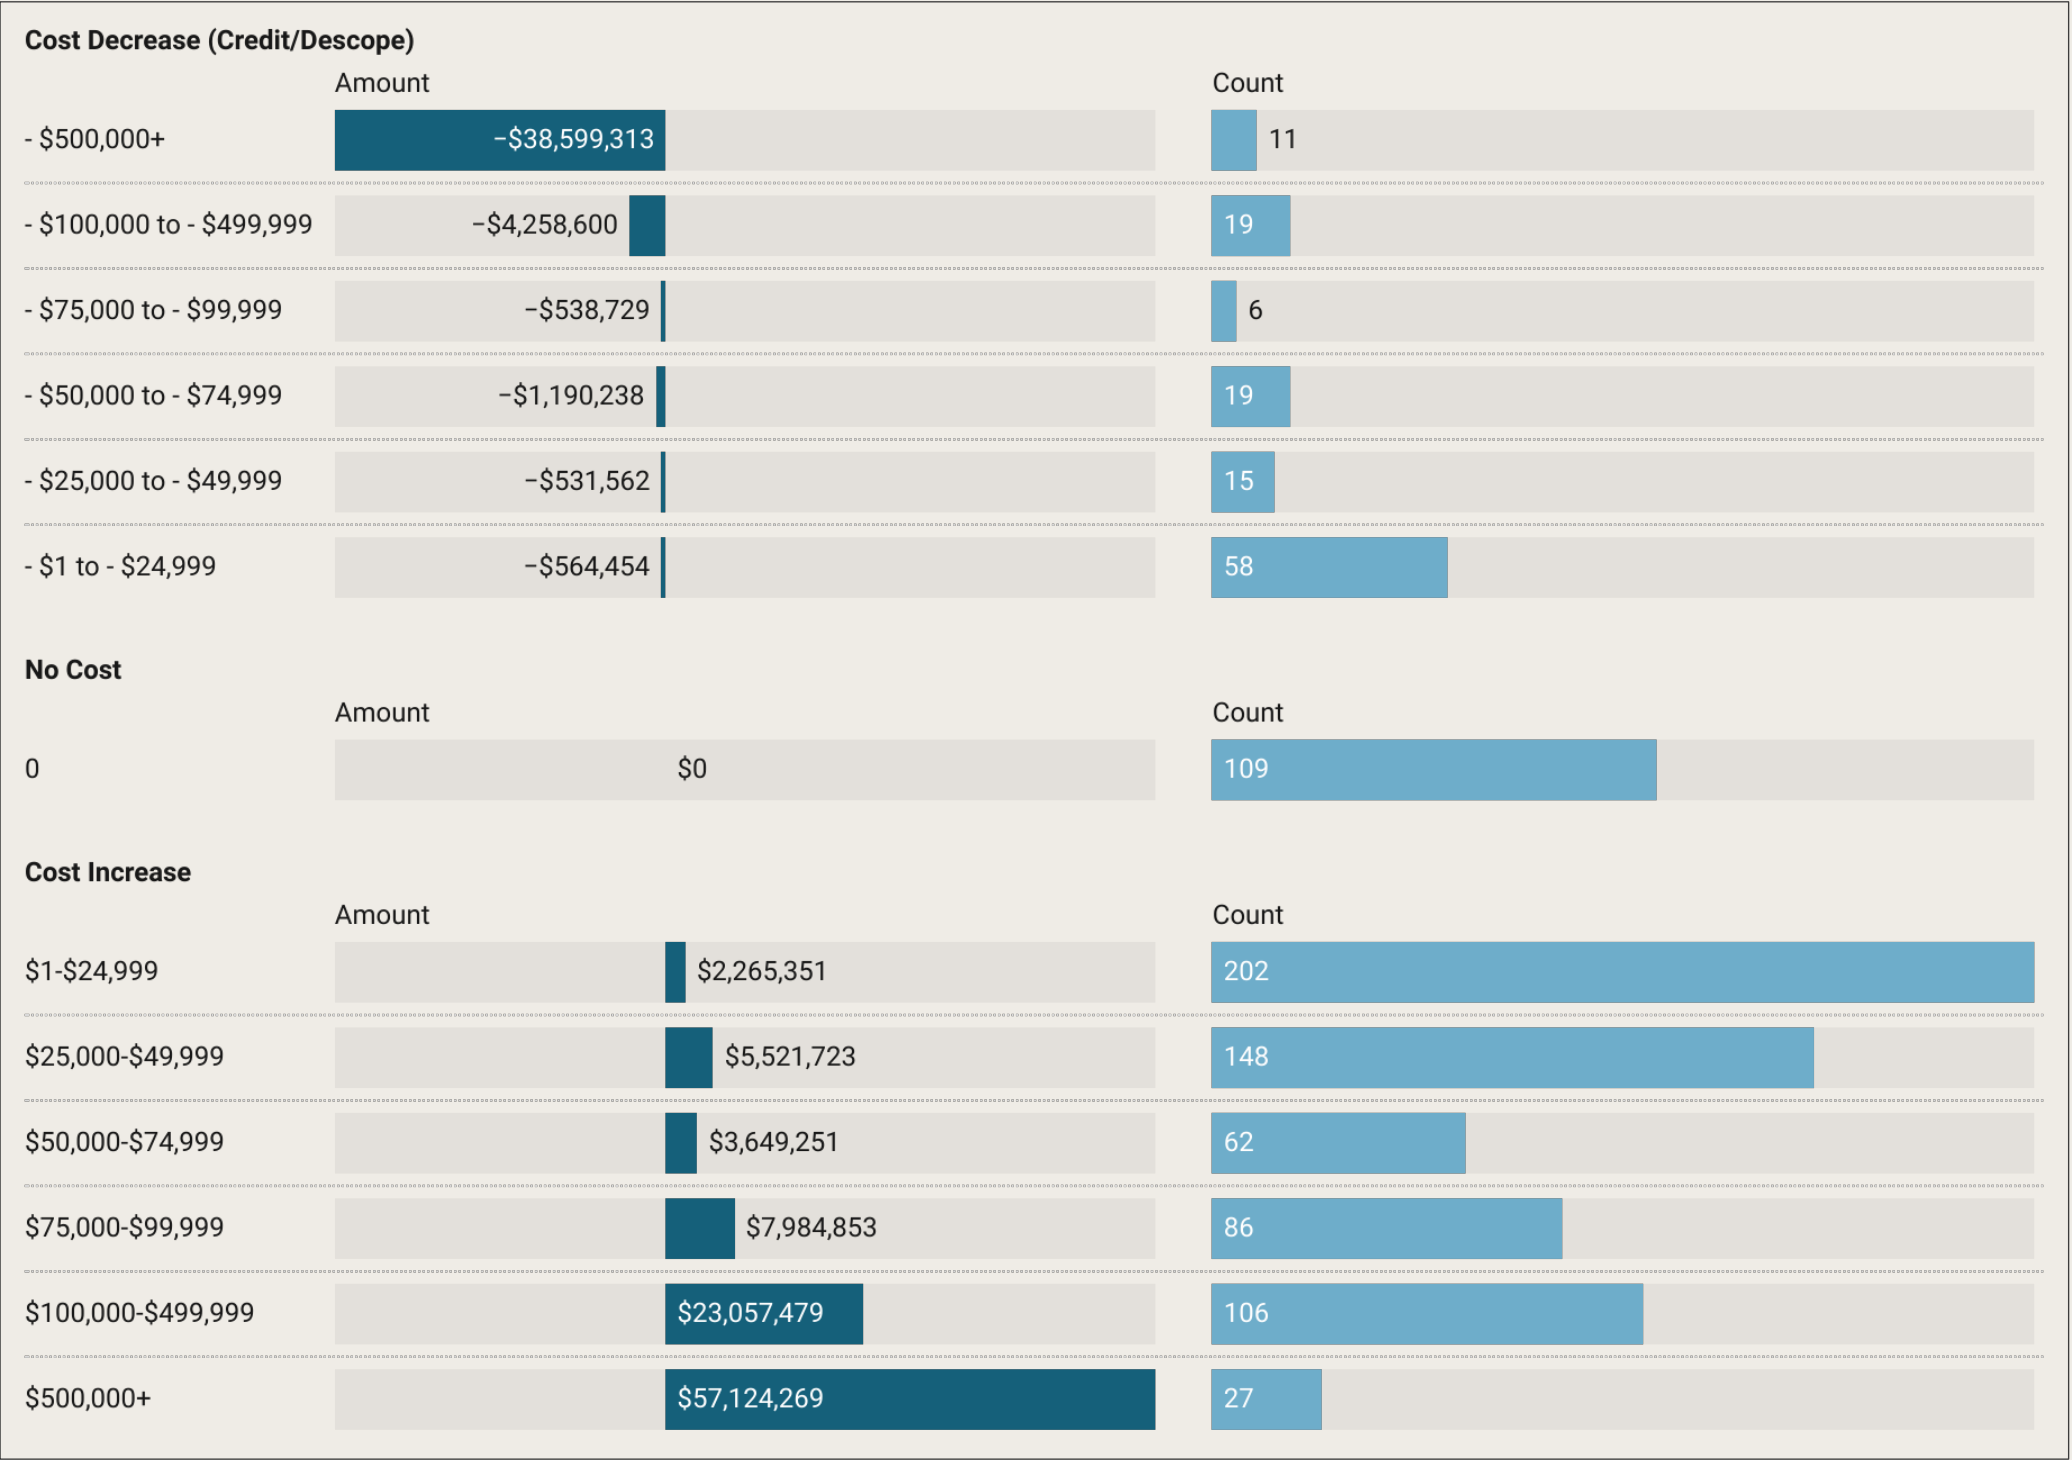 Cost Decrease (Credit/Descope)
Amount Count
- $500,000+ −$38,599,313 11
- $100,000 to - $499,999 −$4,258,600 19
- $75,000 to - $99,999 −$538,729 6
- $50,000 to - $74,999 −$1,190,238 19
- $25,000 to - $49,999 −$531,562 15
- $1 to - $24,999 −$564,454 58
No Cost
Amount Count
0 $0 109
Cost Increase
Amount Count
$1-$24,999 $2,265,351 202
$25,000-$49,999 $5,521,723 148
$50,000-$74,999 $3,649,251 62
$75,000-$99,999 $7,984,853 86
$100,000-$499,999 $23,057,479 106
$500,000+ $57,124,269 27